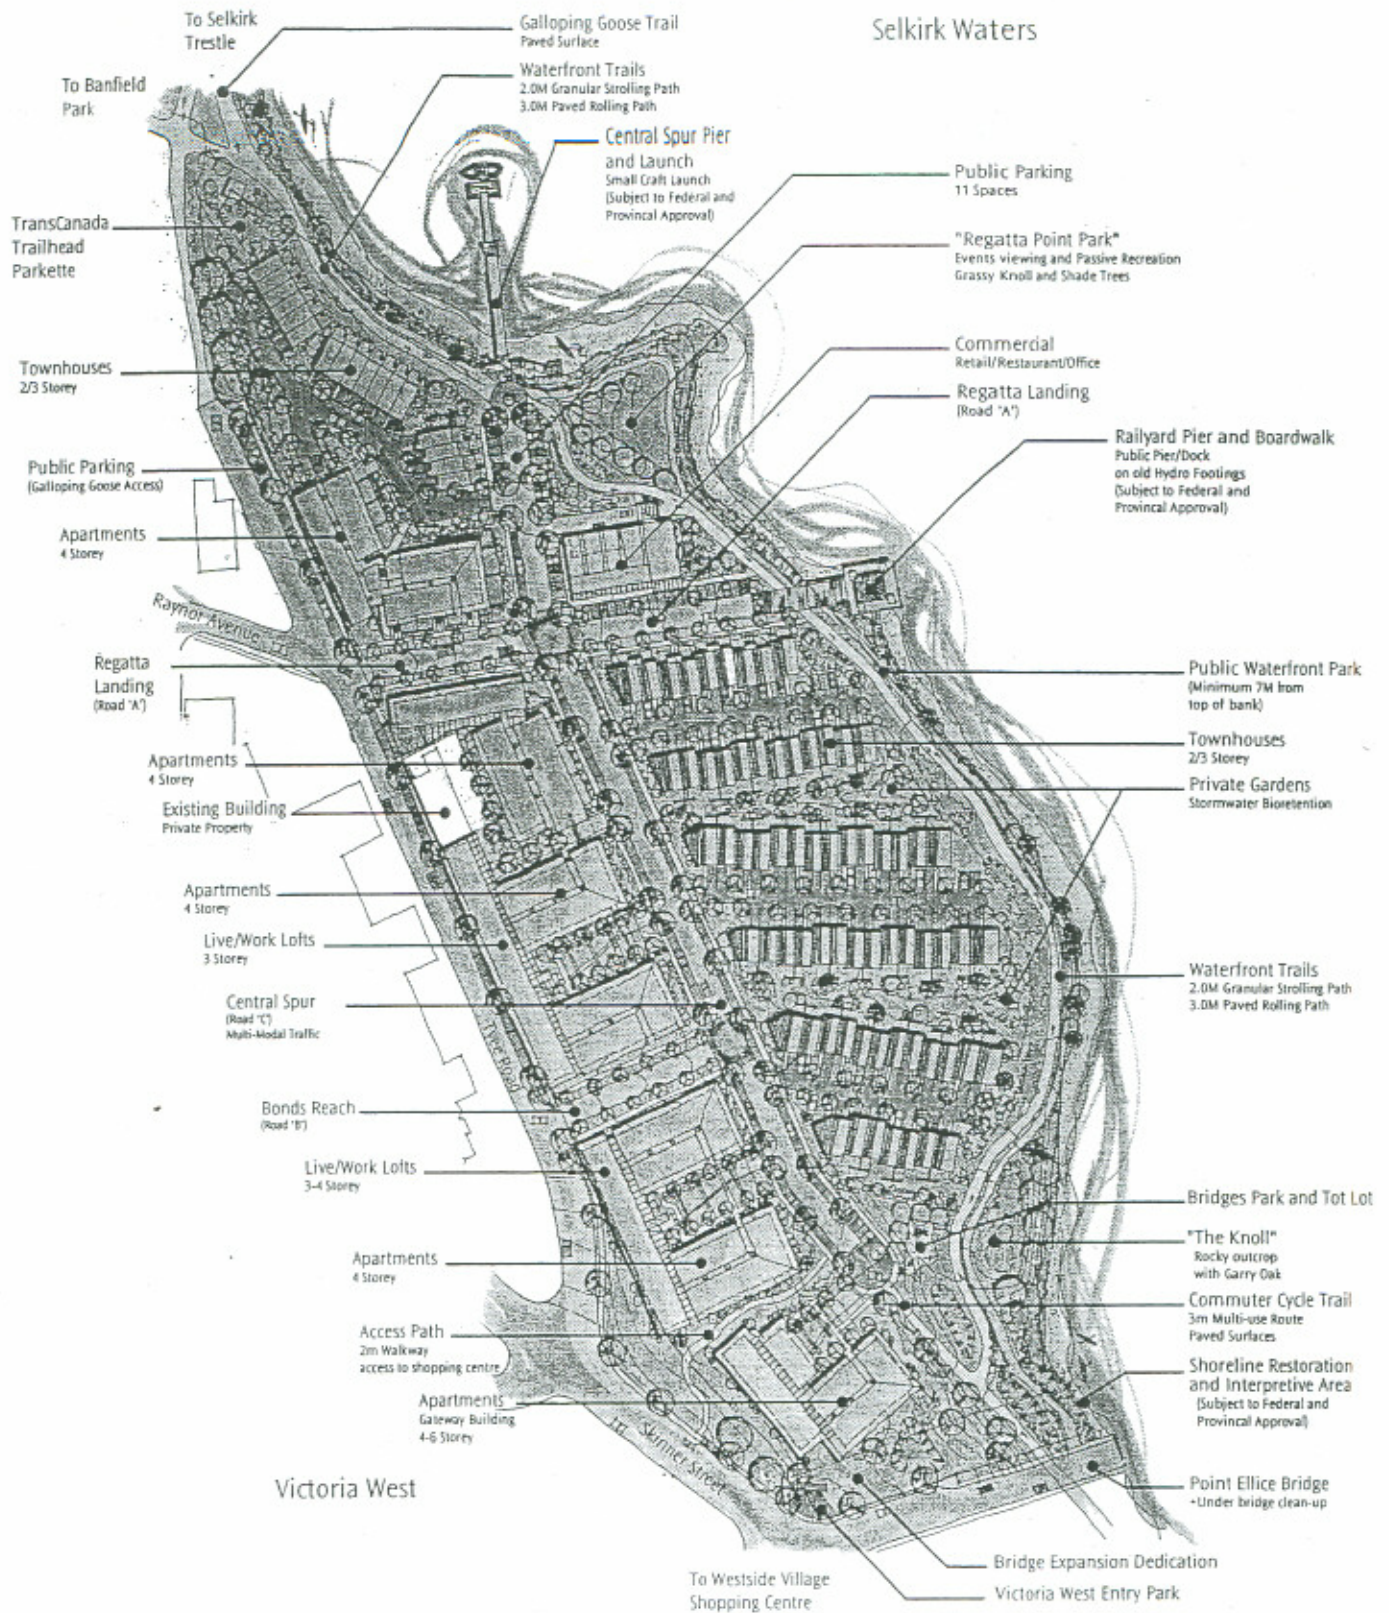 To Selkirk
Trestle
Galloping Goose Trail
Paved Surface
Selkirk Waters
To Banfield
Park
Waterfront Trails
2.0M Granular Strolling Path
3.0M Paved Rolling Path
Central Spur Pier
and Launch
Small Craft Launch
(Subject to Federal and
Provincal Approval)
Public Parking
11 Spaces
TransCanada
Trailhead
Parkette
"Regatta Point Park"
Events viewing and Passive Recreation
Grassy Knoll and Shade Trees
Commercial
Retail/Restaurant/Office
Townhouses
2/3 Storey
Regatta Landing
(Road "A")
Railyard Pier and Boardwalk
Public Pier/Dock
on old Hydro Footings
(Subject to Federal and
Provincal Approval)
Public Parking
(Galloping Goose Access)
Apartments
4 Storey
Raynor Avenue
Regatta
Landing
(Road "A")
Public Waterfront Park
(Minimum 7M from
top of bank)
Townhouses
2/3 Storey
Apartments
4 Storey
Private Gardens
Stormwater Bioretention
Existing Building
Private Property
Apartments
4 Storey
Live/Work Lofts
3 Storey
Waterfront Trails
2.0M Granular Strolling Path
3.0M Paved Rolling Path
Central Spur
(Road "C")
Multi-Modal Traffic
Tyee Road
Bonds Reach
(Road "B")
Live/Work Lofts
3-4 Storey
Bridges Park and Tot Lot
"The Knoll"
Rocky outcrop
with Garry Oak
Apartments
4 Storey
Commuter Cycle Trail
3m Multi-use Route
Paved Surfaces
Access Path
2m Walkway
access to shopping centre
Shoreline Restoration
and Interpretive Area
(Subject to Federal and
Provincal Approval)
Apartments
Gateway Building
4-6 Storey
Skinner Street
Victoria West
Point Ellice Bridge
- Under bridge clean-up
Bridge Expansion Dedication
To Westside Village
Shopping Centre
Victoria West Entry Park